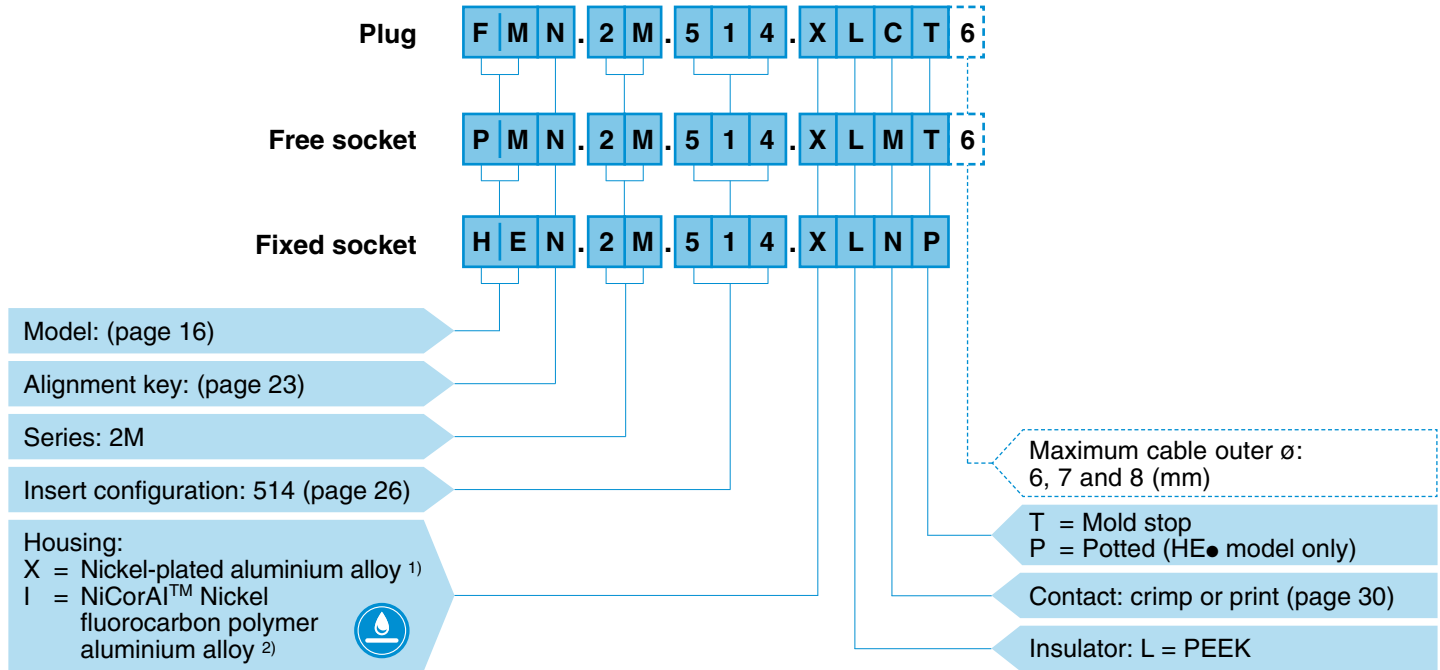 Plug F M N . 2 M . 5 1 4 . X L C T 6
Free socket P M N . 2 M . 5 1 4 . X L M T 6
Fixed socket H E N . 2 M . 5 1 4 . X L N P
Model: (page 16)
Alignment key: (page 23)
Series: 2M
Insert configuration: 514 (page 26)
Housing:
X = Nickel-plated aluminium alloy 1)
I = NiCorAl™ Nickel
fluorocarbon polymer
aluminium alloy 2)
Maximum cable outer ø:
6, 7 and 8 (mm)
T = Mold stop
P = Potted (HE● model only)
Contact: crimp or print (page 30)
Insulator: L = PEEK